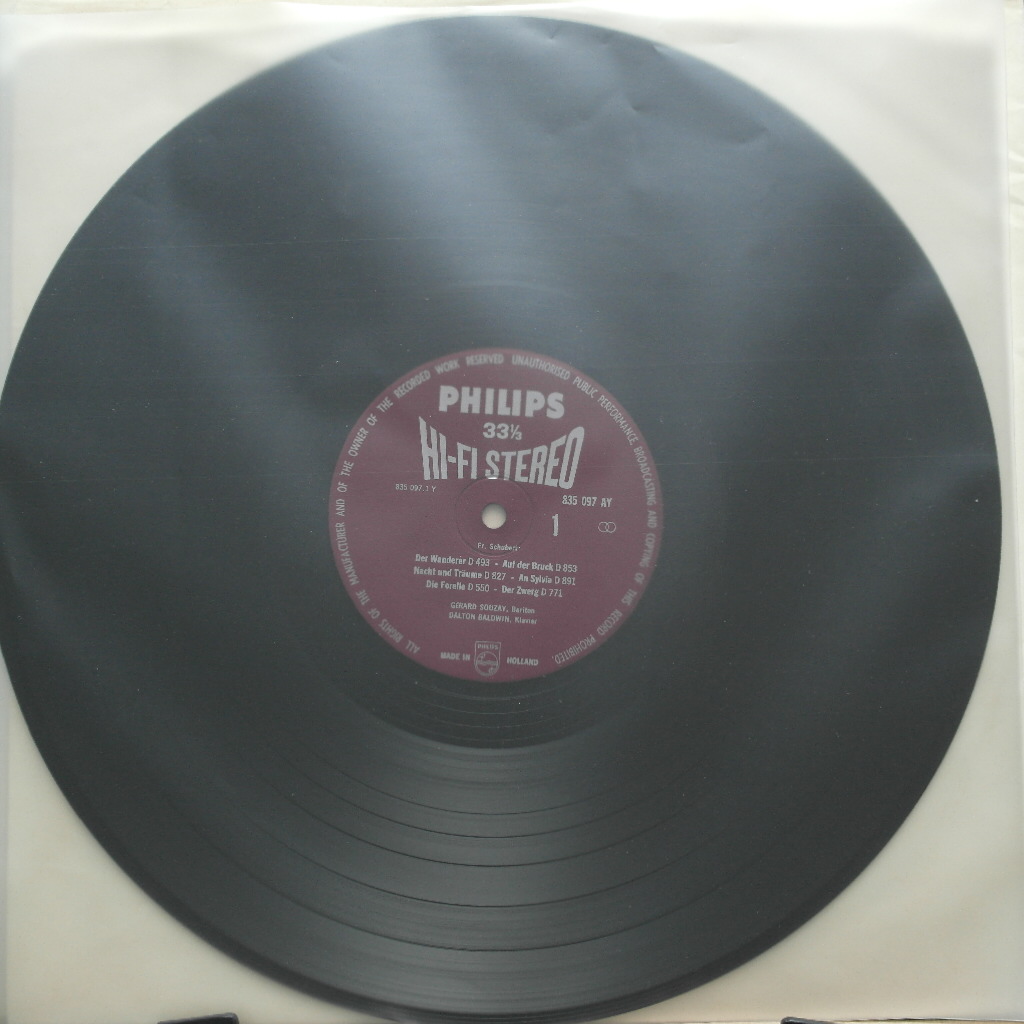 ALL RIGHTS OF THE MANUFACTURER AND OF THE OWNER OF THE RECORDED WORK RESERVED UNAUTHORISED PUBLIC PERFORMANCE, BROADCASTING AND COPYING OF THIS RECORD PROHIBITED.
PHILIPS
33⅓
HI-FI STEREO
835 097.1 Y
835 097 AY
1
Fr. Schubert:
Der Wanderer D 493 - Auf der Bruck D 853
Nacht und Träume D 827 - An Sylvia D 891
Die Forelle D 550 - Der Zwerg D 771
GERARD SOUZAY, Bariton
DALTON BALDWIN, Klavier
PHILIPS
MADE IN HOLLAND